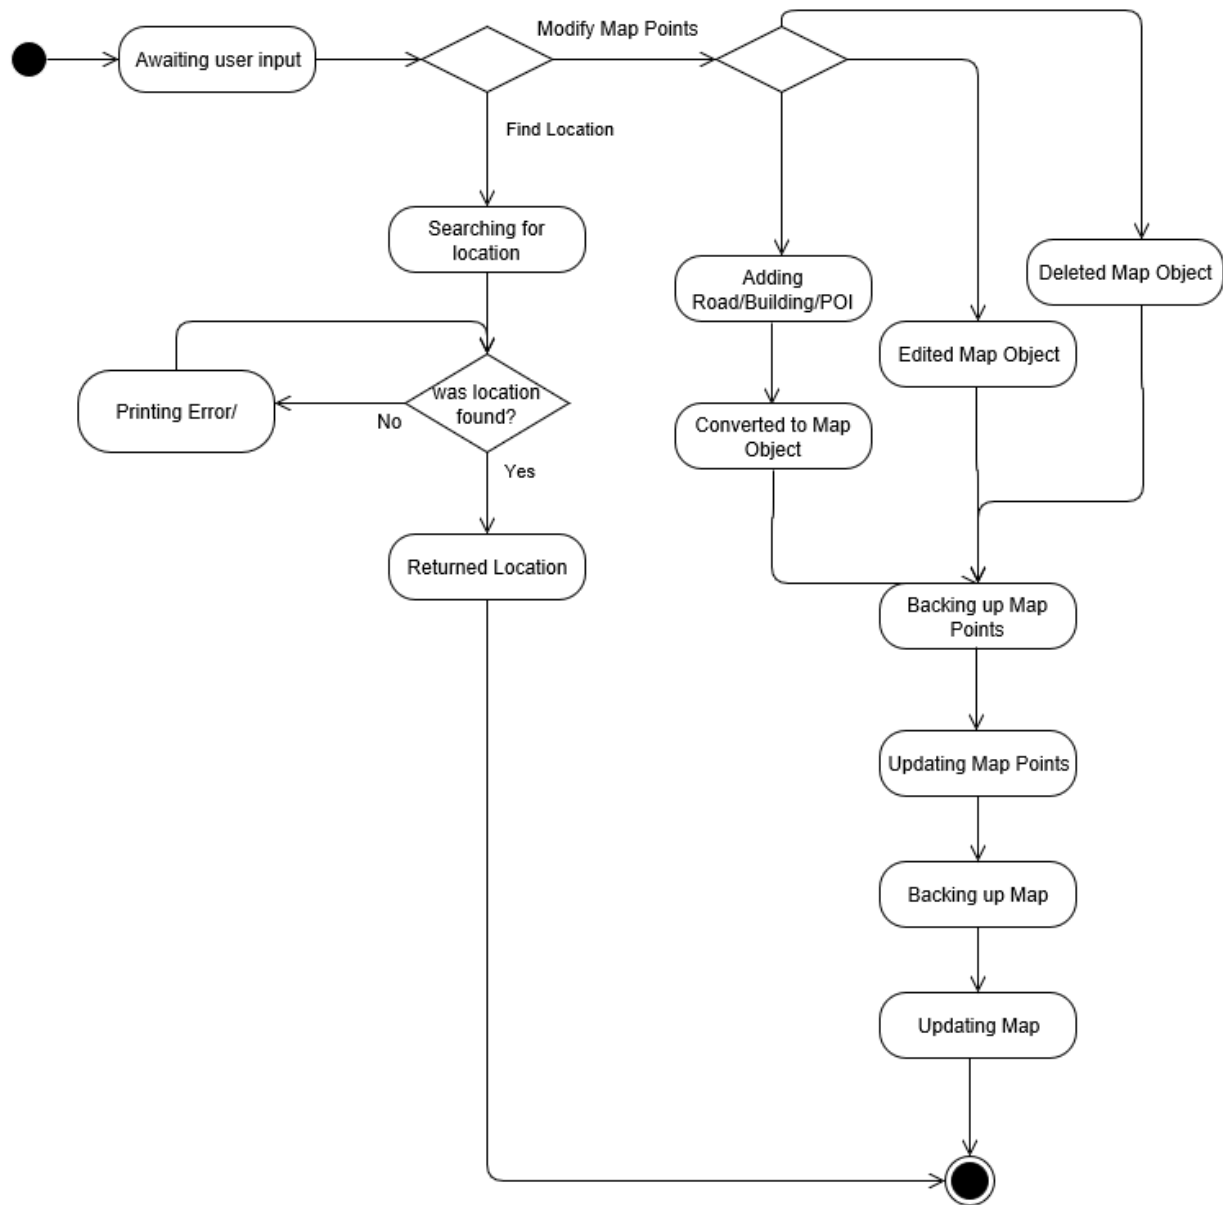 Modify Map Points
Awaiting user input
Find Location
Searching for
location
Adding
Road/Building/POI
Deleted Map Object
Edited Map Object
Printing Error/
was location
found?
No
Converted to Map
Object
Yes
Returned Location
Backing up Map
Points
Updating Map Points
Backing up Map
Updating Map